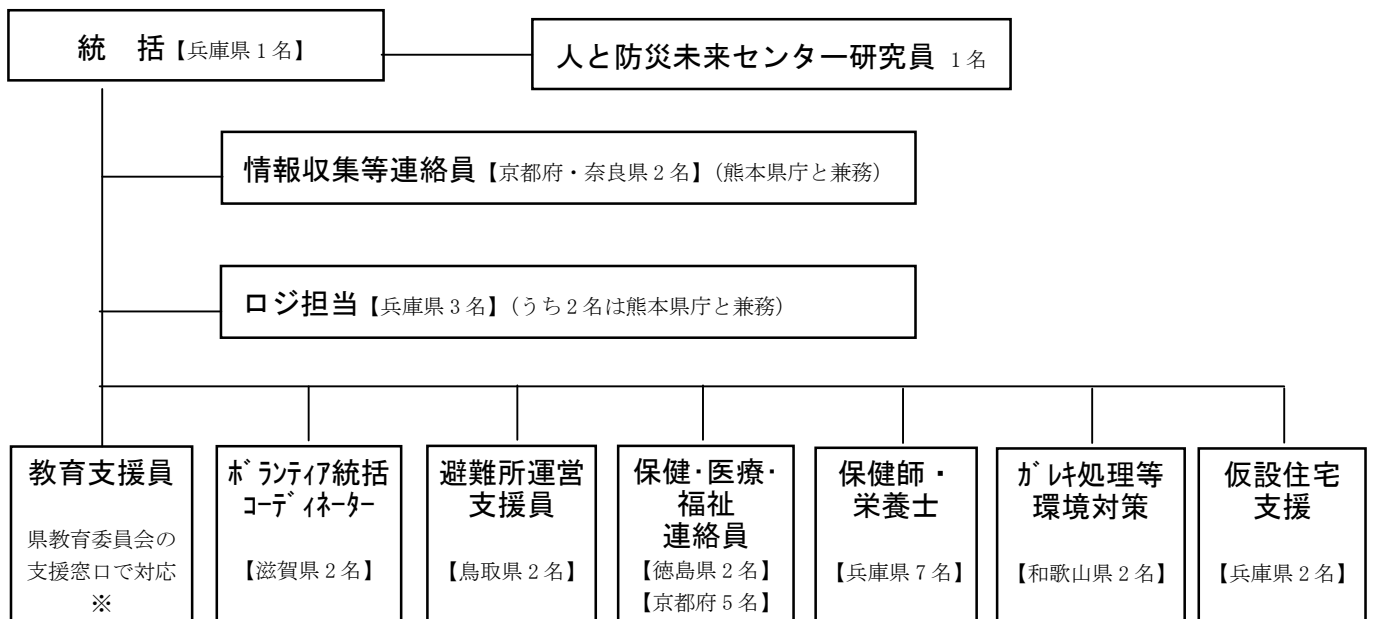 統　括【兵庫県１名】
人と防災未来センター研究員 １名
情報収集等連絡員【京都府・奈良県２名】（熊本県庁と兼務）
ロジ担当【兵庫県３名】（うち２名は熊本県庁と兼務）
教育支援員
県教育委員会の
支援窓口で対応
※
ﾎﾞﾗﾝﾃｨｱ統括
ｺｰﾃﾞｨﾈｰﾀｰ
【滋賀県２名】
避難所運営
支援員
【鳥取県２名】
保健・医療・
福祉
連絡員
【徳島県２名】
【京都府５名】
保健師・
栄養士
【兵庫県７名】
ｶﾞﾚｷ処理等
環境対策
【和歌山県２名】
仮設住宅
支援
【兵庫県２名】